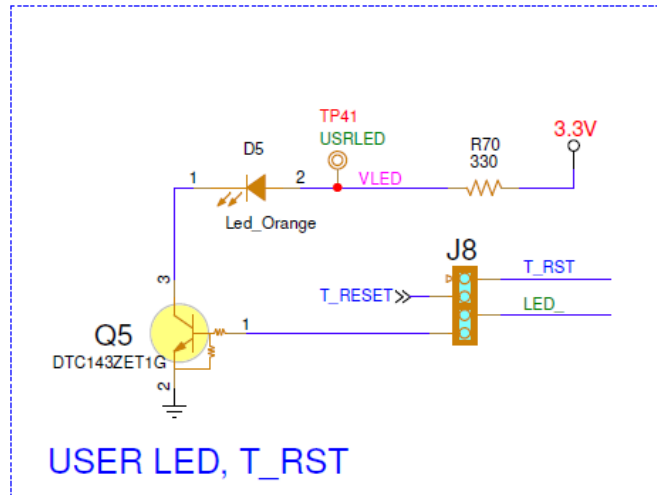 TP41
USRLED
3.3V
R70
330
D5
1
2
VLED
Led_Orange
J8
T_RST
3
T_RESET
LED_
Q5
1
DTC143ZET1G
2
USER LED, T_RST